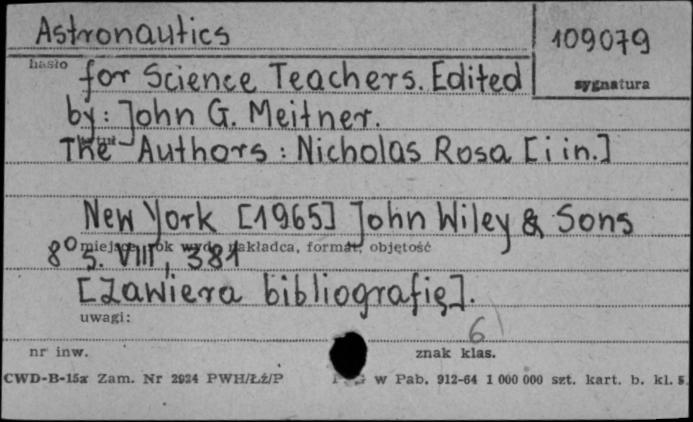 Astronautics
109079
hasło
for Science Teachers. Edited
sygnatura
by: John G. Meitner.
The Authors: Nicholas Rosa [i in.]
New York [1965] John Wiley & Sons
miejsce, rok wyd., nakładca, format, objętość
8° s. VIII, 381
[Zawiera bibliografię].
uwagi:
6
nr inw.
znak klas.
CWD-B-15a Zam. Nr 2924 PWH/Łź/P w Pab. 912-64 1 000 000 szt. kart. b. kl. 5.